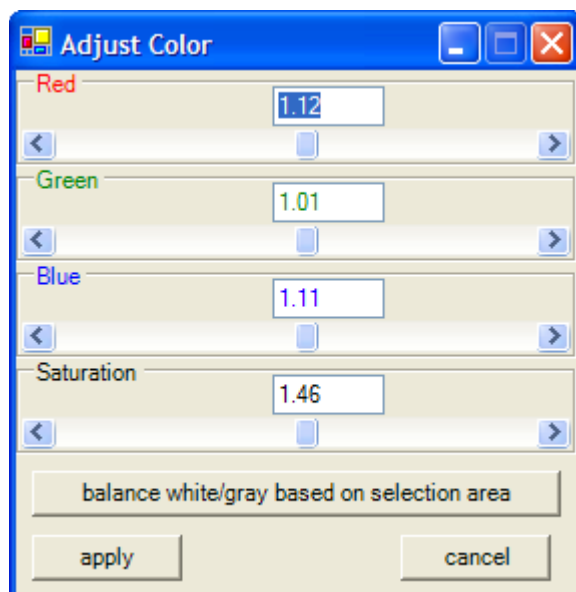 Adjust Color
Red
1.12
Green
1.01
Blue
1.11
Saturation
1.46
balance white/gray based on selection area
apply cancel